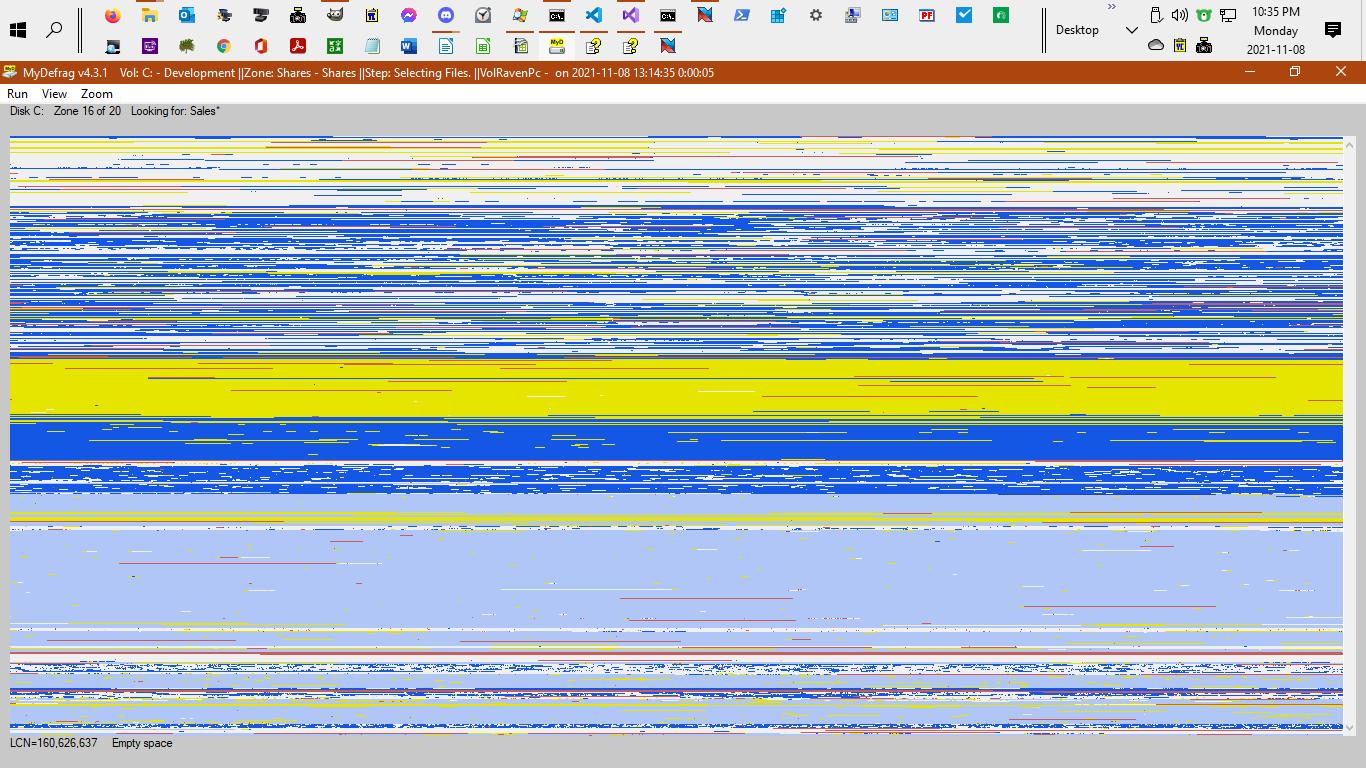 10:35 PM
Desktop
Monday
2021-11-08
MyDefrag v4.3.1 Vol: C: - Development ||Zone: Shares - Shares ||Step: Selecting Files. ||VolRavenPc - on 2021-11-08 13:14:35 0:00:05
Run View Zoom
Disk C: Zone 16 of 20 Looking for: Sales*
LCN=160,626,637 Empty space